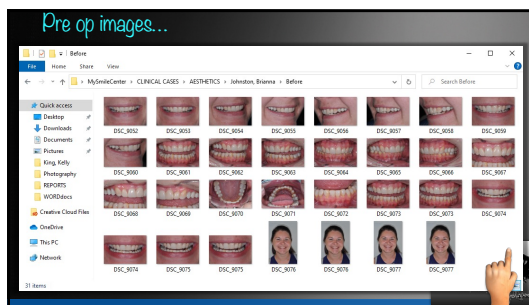 Pre op images...
Before
File Home Share View
MySmileCenter > CLINICAL CASES > AESTHETICS > Johnston, Brianna > Before
Search Before
Quick access
Desktop
Downloads
Documents
Pictures
King, Kelly
Photography
REPORTS
WORDdocs
Creative Cloud Files
OneDrive
This PC
Network
DSC_9052 DSC_9053 DSC_9054 DSC_9055 DSC_9056 DSC_9057 DSC_9058 DSC_9059
DSC_9060 DSC_9061 DSC_9062 DSC_9063 DSC_9064 DSC_9065 DSC_9066 DSC_9067
DSC_9068 DSC_9069 DSC_9070 DSC_9071 DSC_9072 DSC_9073 DSC_9073 DSC_9074
DSC_9074 DSC_9075 DSC_9075 DSC_9076 DSC_9076 DSC_9077 DSC_9077
31 items